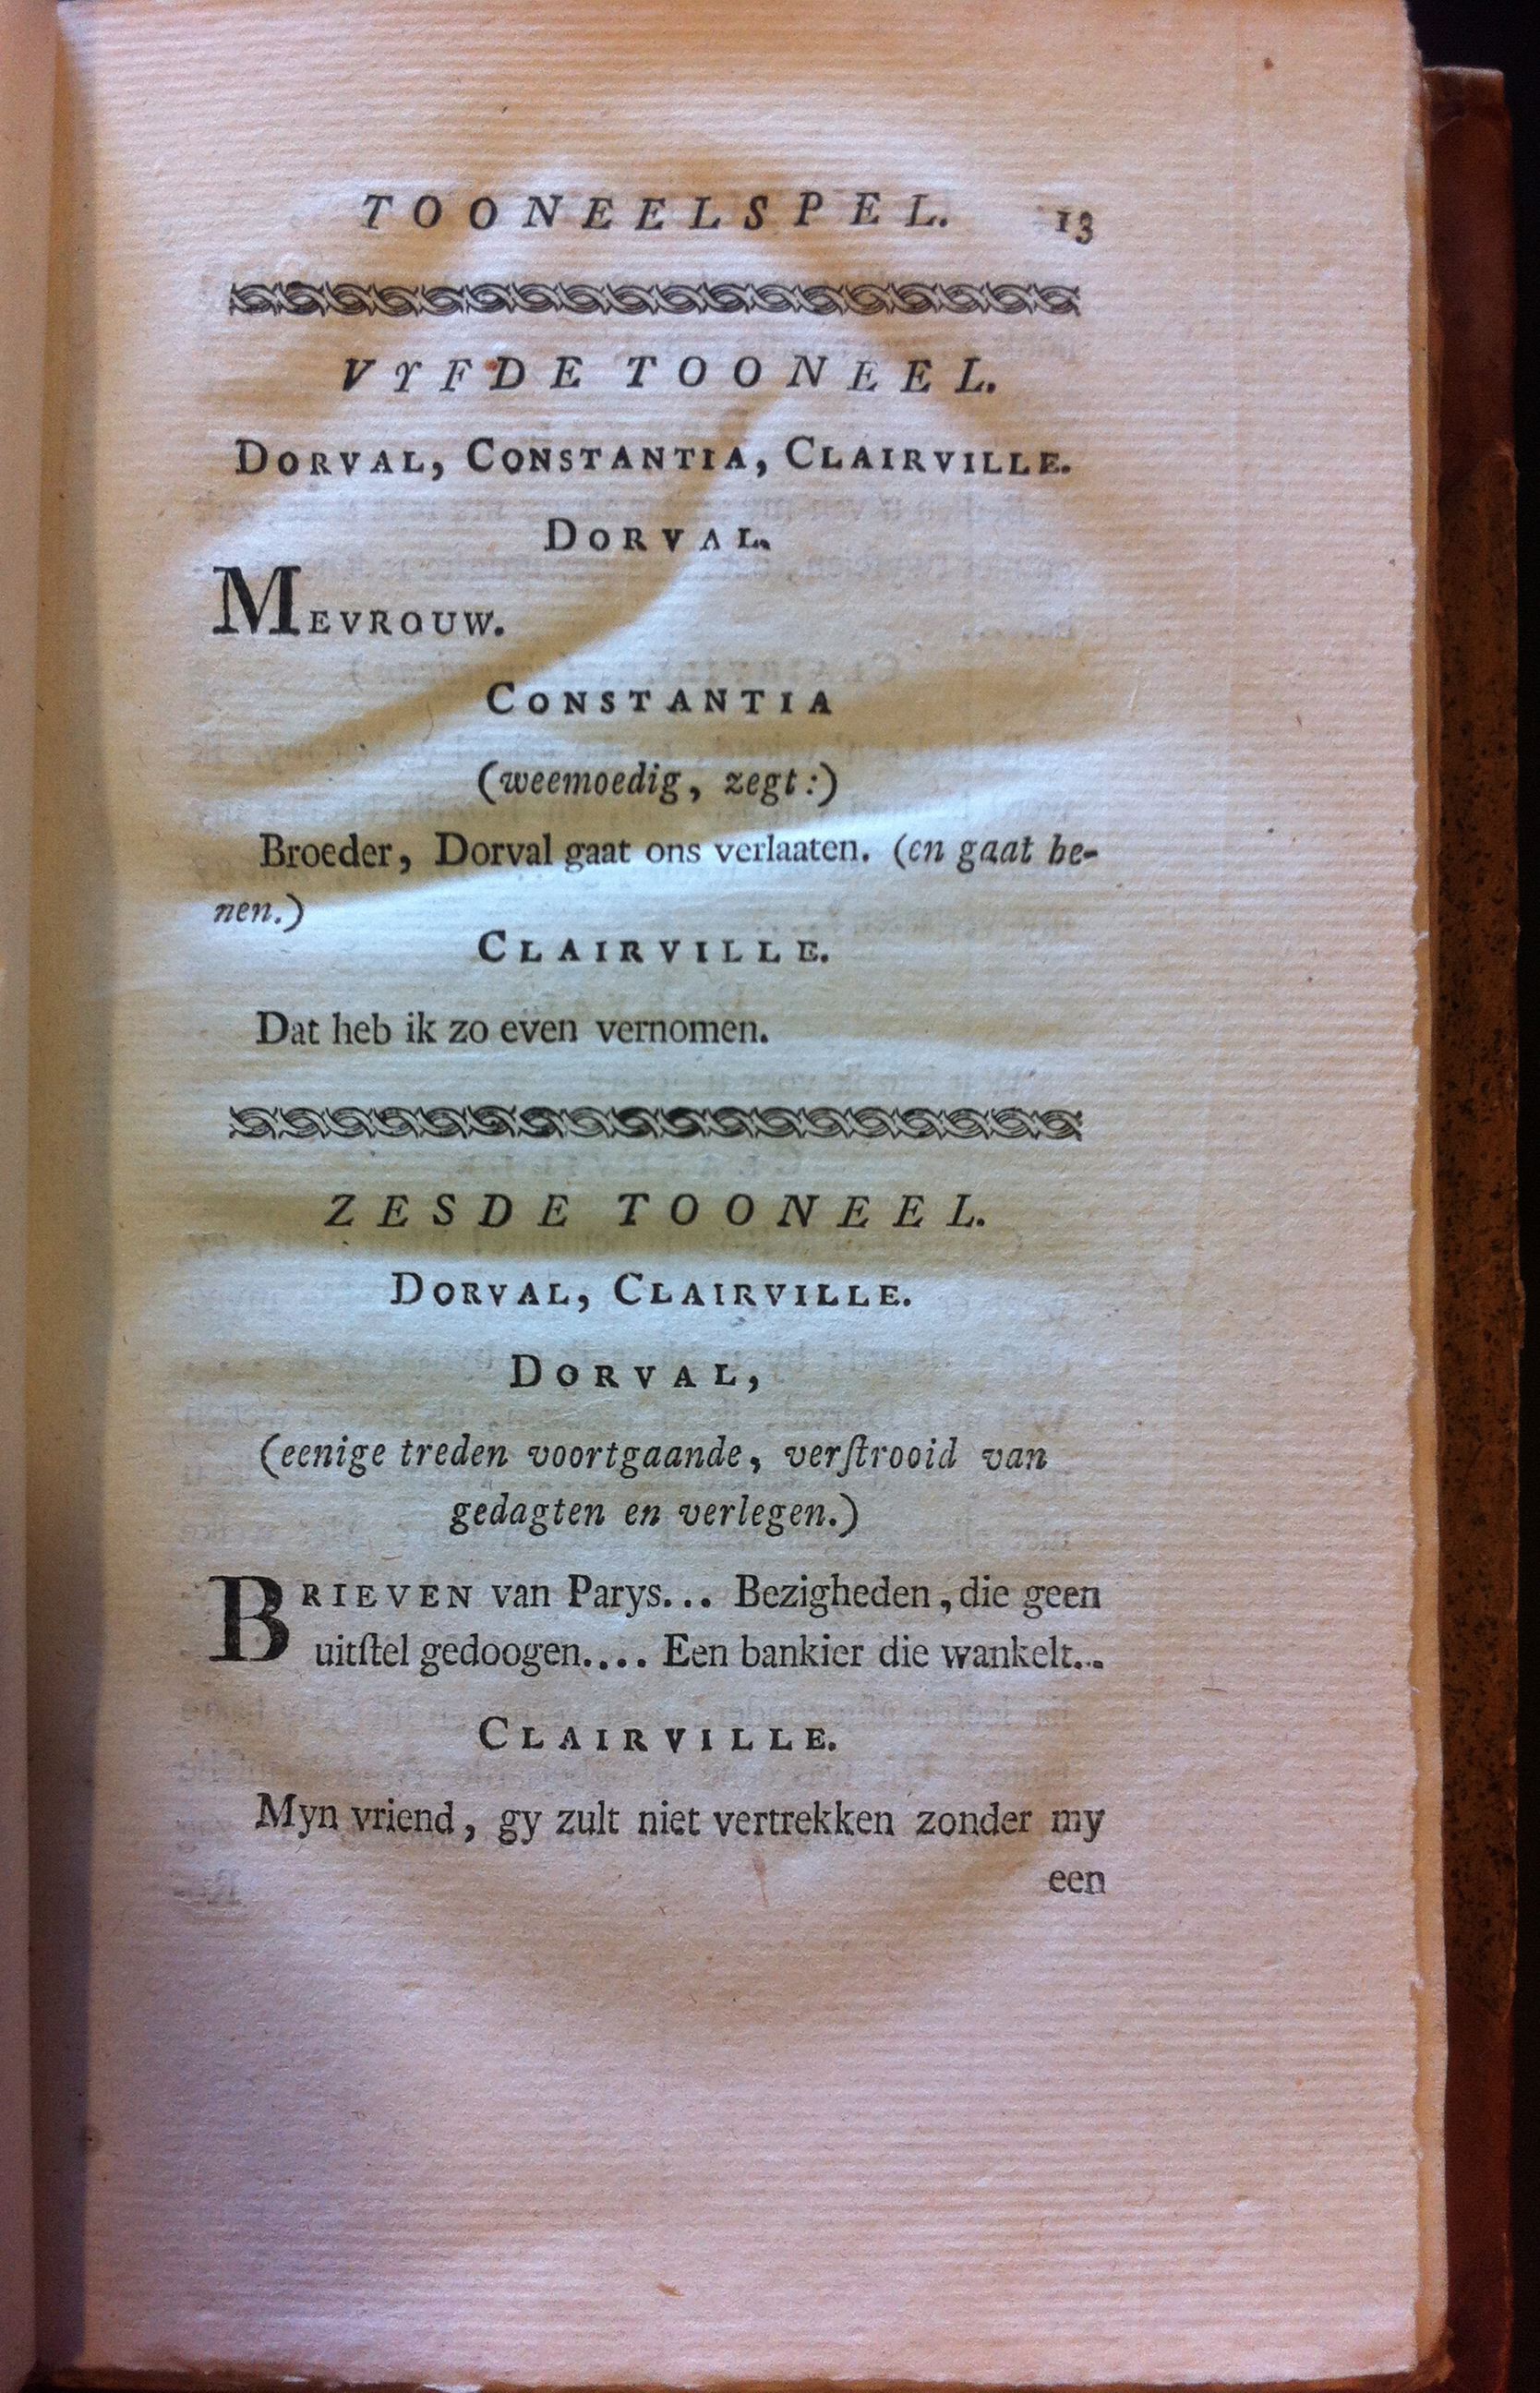 TOONEELSPEL. 13
VYFDE TOONEEL.
DORVAL, CONSTANTIA, CLAIRVILLE.
DORVAL.
MEVROUW.
CONSTANTIA
(weemoedig, zegt:)
Broeder, Dorval gaat ons verlaaten. (en gaat he-
nen.)
CLAIRVILLE.
Dat heb ik zo even vernomen.
ZESDE TOONEEL.
DORVAL, CLAIRVILLE.
DORVAL,
(eenige treden voortgaande, verſtrooid van
gedagten en verlegen.)
BRIEVEN van Parys... Bezigheden, die geen
uitſtel gedoogen.... Een bankier die wankelt...
CLAIRVILLE.
Myn vriend, gy zult niet vertrekken zonder my
een